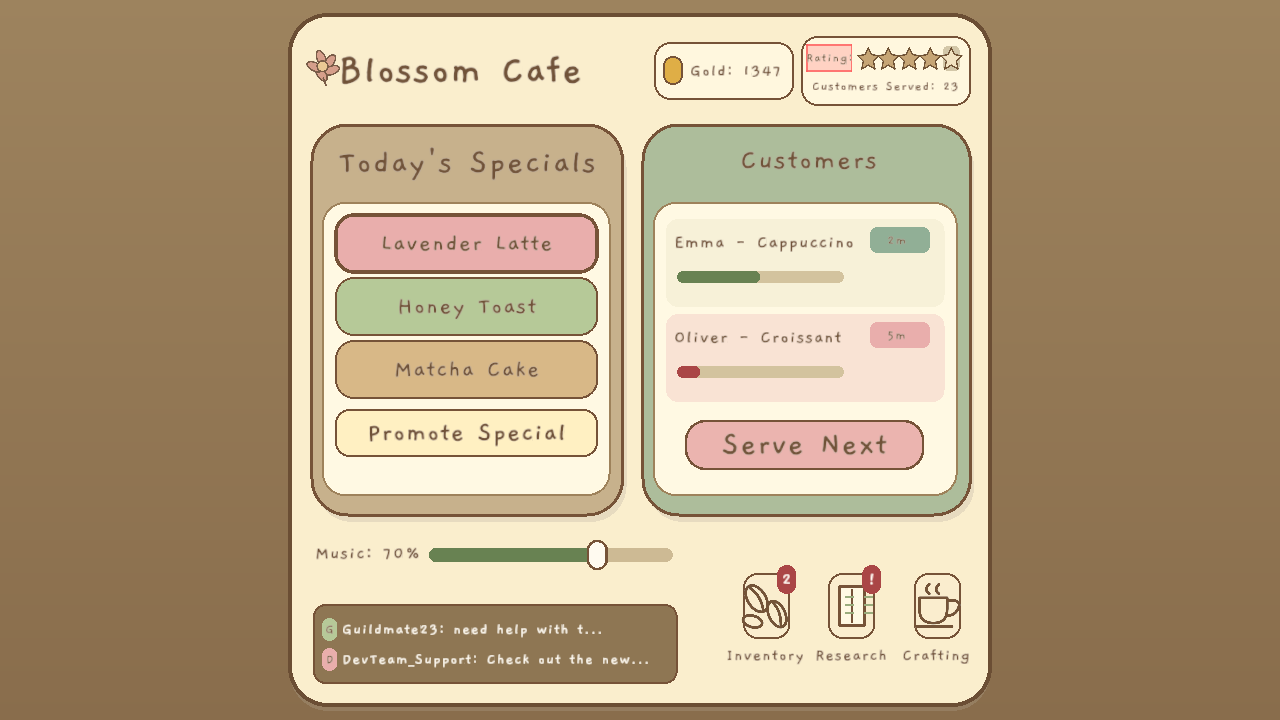 Blossom Cafe
Gold: 1347
Rating:
Customers Served: 23
Today's Specials
Lavender Latte
Honey Toast
Matcha Cake
Promote Special
Customers
Emma - Cappuccino
2m
Oliver - Croissant
5m
Serve Next
Music: 70%
G Guildmate23: need help with t...
D DevTeam_Support: Check out the new...
2
!
Inventory
Research
Crafting